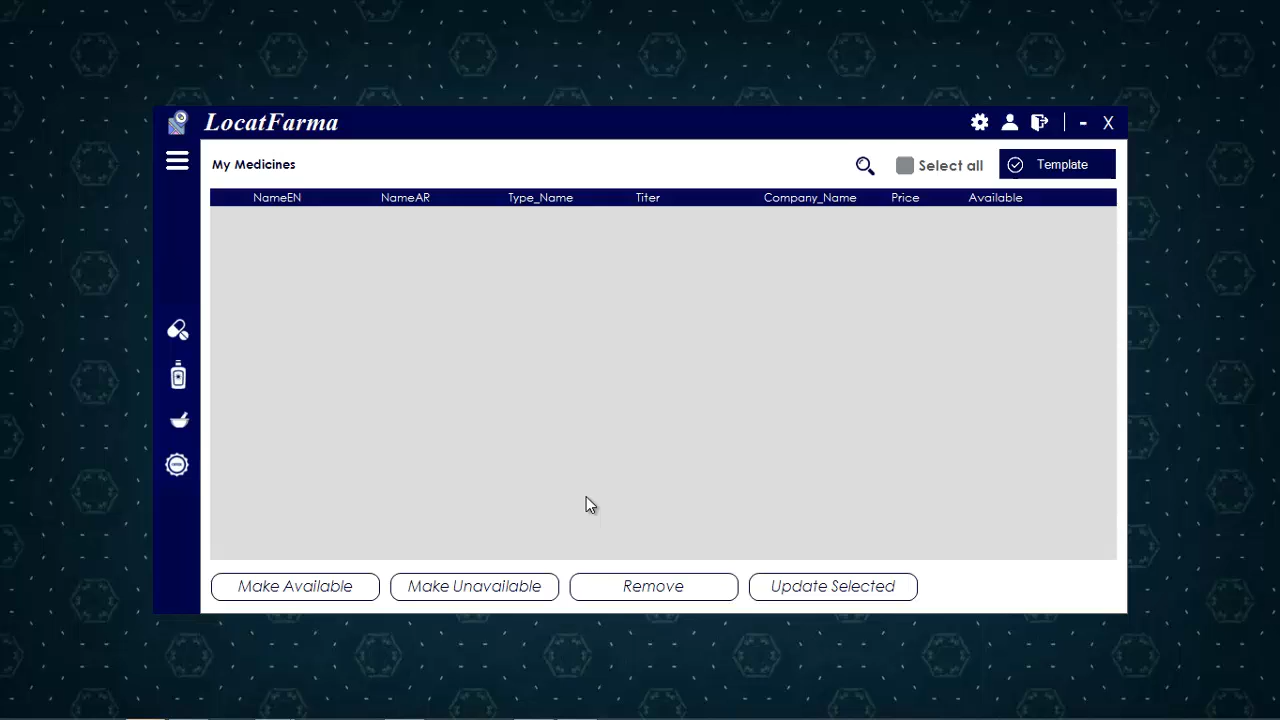 LocatFarma
- X
My Medicines
Select all
Template
NameEN NameAR Type_Name Titer Company_Name Price Available
Make Available Make Unavailable Remove Update Selected